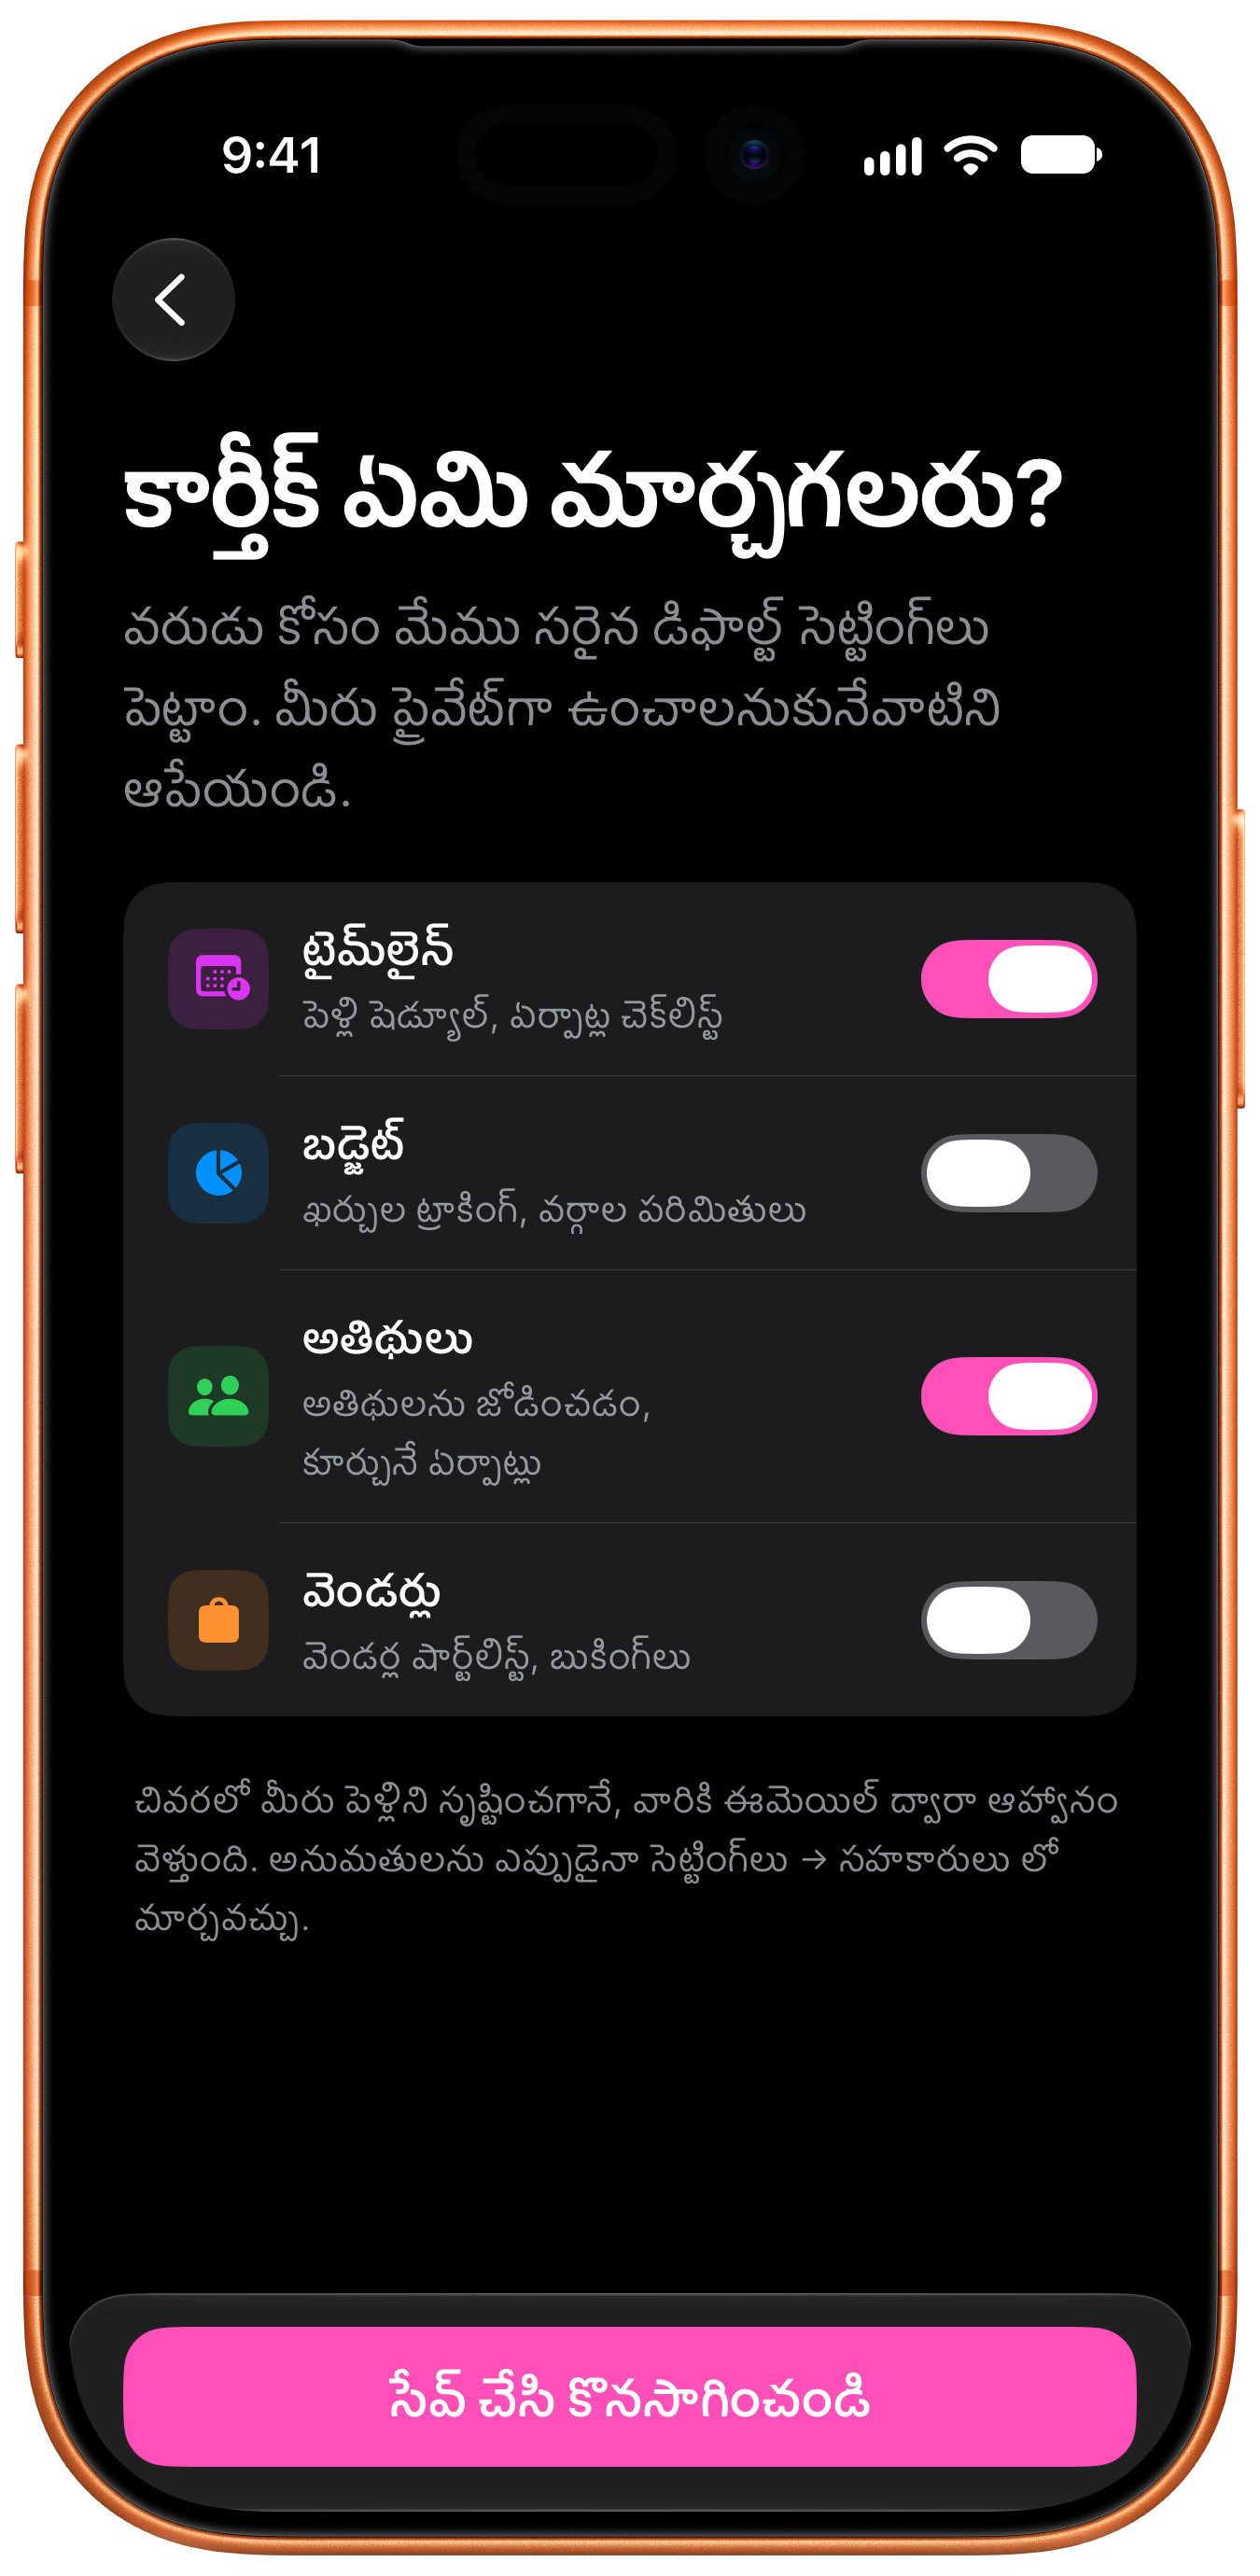 9:41
కార్తీక్ ఏమి మార్చగలరు?
వరుడు కోసం మేము సరైన డిఫాల్ట్ సెట్టింగ్‌లు
పెట్టాం. మీరు ప్రైవేట్‌గా ఉంచాలనుకునేవాటిని
ఆపేయండి.
టైమ్‌లైన్
పెళ్లి షెడ్యూల్, ఏర్పాట్ల చెక్‌లిస్ట్
బడ్జెట్
ఖర్చుల ట్రాకింగ్, వర్గాల పరిమితులు
అతిథులు
అతిథులను జోడించడం,
కూర్చునే ఏర్పాట్లు
వెండర్లు
వెండర్ల షార్ట్‌లిస్ట్, బుకింగ్‌లు
చివరలో మీరు పెళ్లిని సృష్టించగానే, వారికి ఈమెయిల్ ద్వారా ఆహ్వానం
వెళ్తుంది. అనుమతులను ఎప్పుడైనా సెట్టింగ్‌లు → సహకారులు లో
మార్చవచ్చు.
సేవ్ చేసి కొనసాగించండి